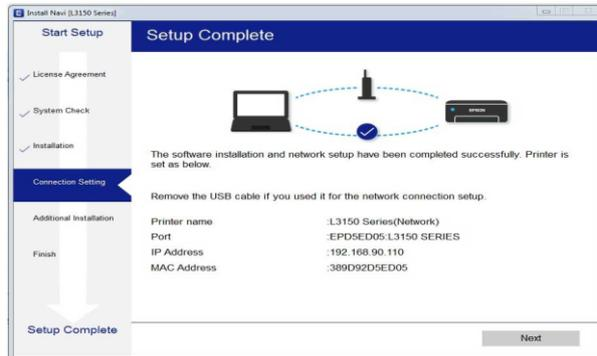 Install Navi [L3150 Series]
Start Setup
Setup Complete
License Agreement
System Check
Installation
Connection Setting
Additional Installation
Finish
Setup Complete
EPSON
The software installation and network setup have been completed successfully. Printer is
set as below.
Remove the USB cable if you used it for the network connection setup.
Printer name :L3150 Series(Network)
Port :EPD5ED05:L3150 SERIES
IP Address :192.168.90.110
MAC Address :389D92D5ED05
Next